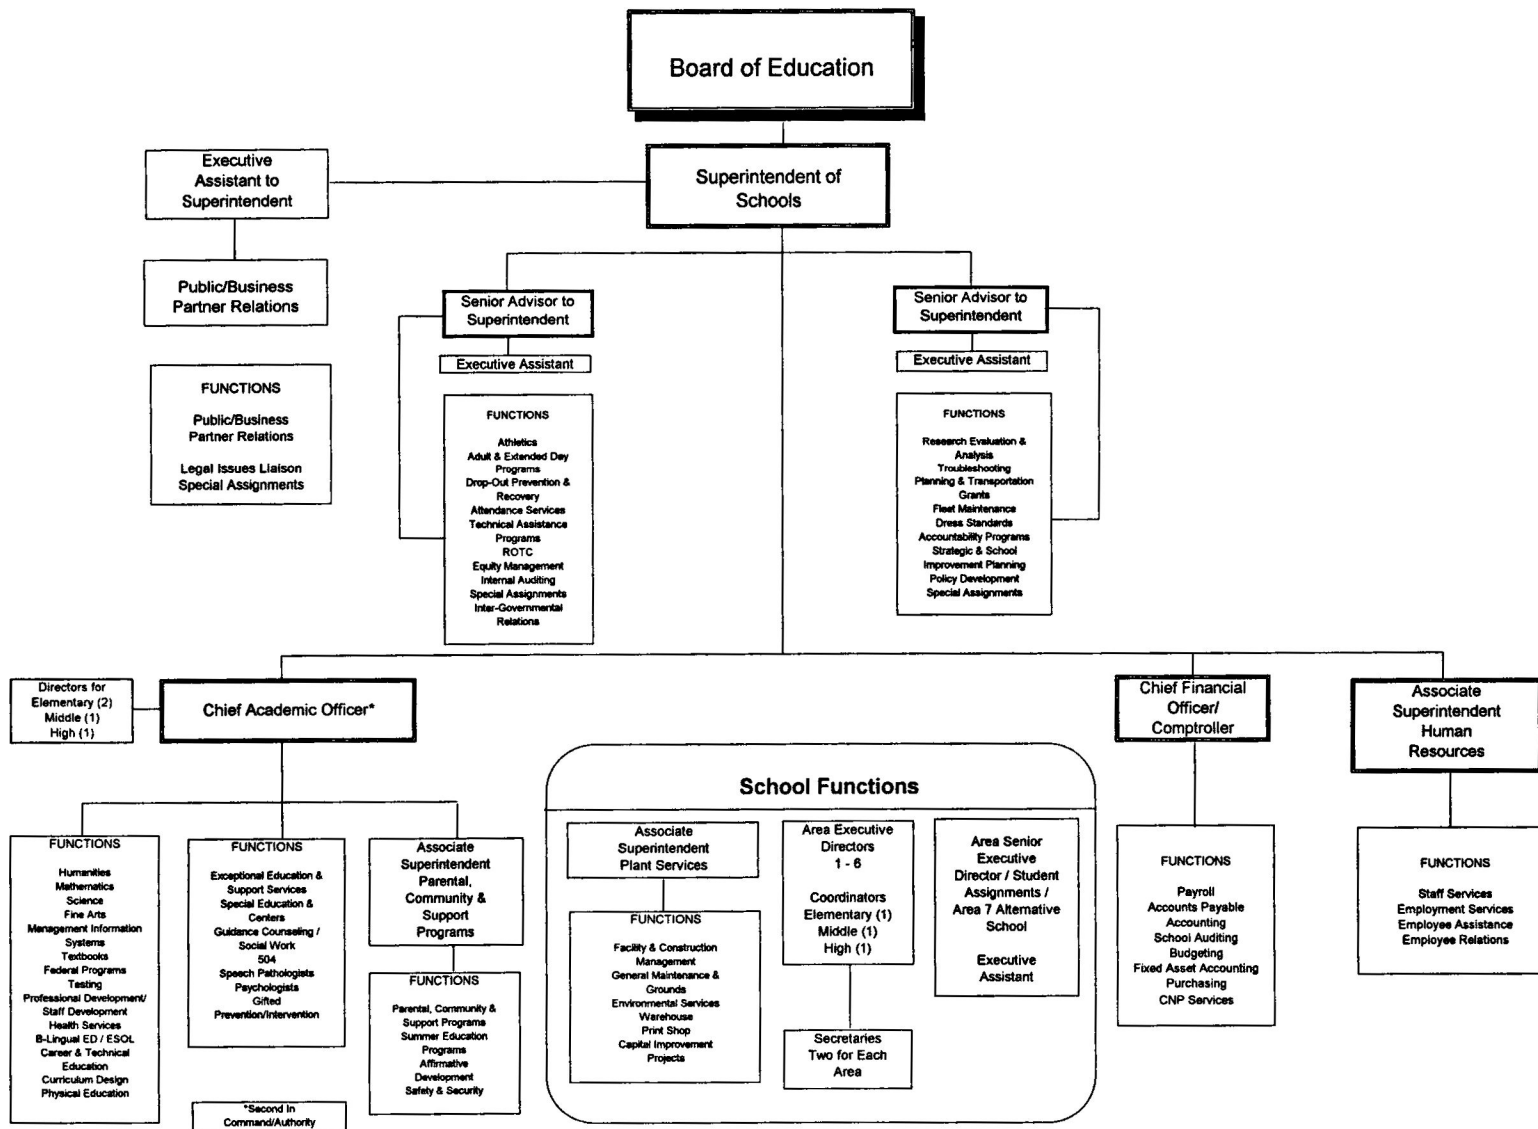 Board of Education
Executive
Assistant to
Superintendent
Superintendent of
Schools
Public/Business
Partner Relations
FUNCTIONS
Public/Business
Partner Relations
Legal Issues Liaison
Special Assignments
Senior Advisor to
Superintendent
Executive Assistant
FUNCTIONS
Athletics
Adult & Extended Day
Programs
Drop-Out Prevention &
Recovery
Attendance Services
Technical Assistance
Programs
ROTC
Equity Management
Internal Auditing
Special Assignments
Inter-Governmental
Relations
Senior Advisor to
Superintendent
Executive Assistant
FUNCTIONS
Research Evaluation &
Analysis
Troubleshooting
Planning & Transportation
Grants
Fleet Maintenance
Dress Standards
Accountability Programs
Strategic & School
Improvement Planning
Policy Development
Special Assignments
Directors for
Elementary (2)
Middle (1)
High (1)
Chief Academic Officer*
FUNCTIONS
Humanities
Mathematics
Science
Fine Arts
Management Information
Systems
Textbooks
Federal Programs
Testing
Professional Development/
Staff Development
Health Services
B-Lingual ED / ESOL
Career & Technical
Education
Curriculum Design
Physical Education
FUNCTIONS
Exceptional Education &
Support Services
Special Education &
Centers
Guidance Counseling /
Social Work
504
Speech Pathologists
Psychologists
Gifted
Prevention/Intervention
*Second In
Command/Authority
Associate
Superintendent
Parental,
Community &
Support
Programs
FUNCTIONS
Parental, Community &
Support Programs
Summer Education
Programs
Affirmative
Development
Safety & Security
School Functions
Associate
Superintendent
Plant Services
FUNCTIONS
Facility & Construction
Management
General Maintenance &
Grounds
Environmental Services
Warehouse
Print Shop
Capital Improvement
Projects
Area Executive
Directors
1 - 6
Coordinators
Elementary (1)
Middle (1)
High (1)
Secretaries
Two for Each
Area
Area Senior
Executive
Director / Student
Assignments /
Area 7 Alternative
School
Executive
Assistant
Chief Financial
Officer/
Comptroller
FUNCTIONS
Payroll
Accounts Payable
Accounting
School Auditing
Budgeting
Fixed Asset Accounting
Purchasing
CNP Services
Associate
Superintendent
Human
Resources
FUNCTIONS
Staff Services
Employment Services
Employee Assistance
Employee Relations